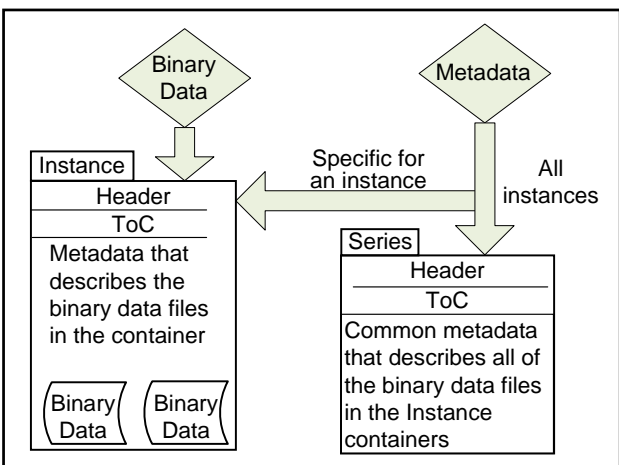 Binary
Data
Metadata
Specific for
an instance
All
instances
Instance
Header
ToC
Metadata that
describes the
binary data files
in the container
Binary
Data
Binary
Data
Series
Header
ToC
Common metadata
that describes all of
the binary data files
in the Instance
containers